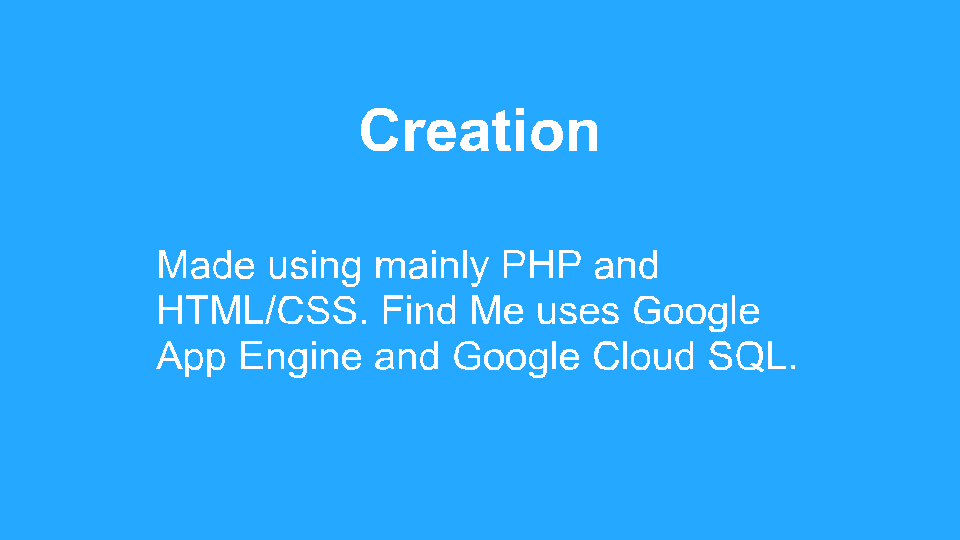 Creation
Made using mainly PHP and
HTML/CSS. Find Me uses Google
App Engine and Google Cloud SQL.